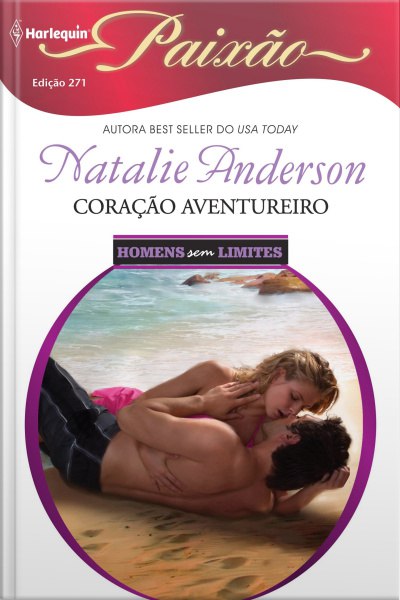 Harlequin
Paixão
Edição 271
AUTORA BEST SELLER DO USA TODAY
Natalie Anderson
CORAÇÃO AVENTUREIRO
HOMENS sem LIMITES